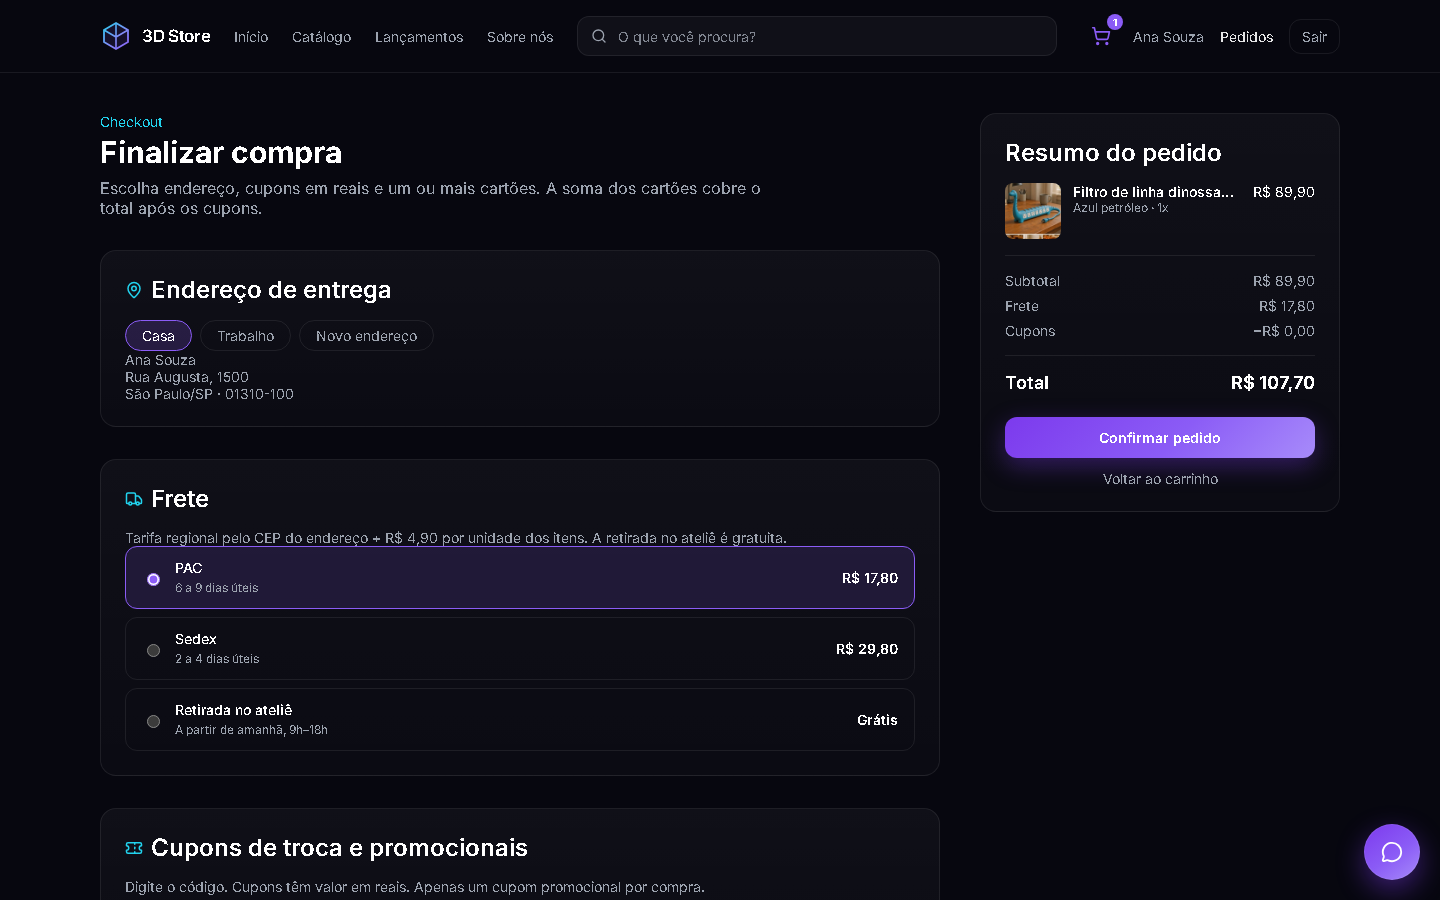 3D Store
Início
Catálogo
Lançamentos
Sobre nós
O que você procura?
1
Ana Souza
Pedidos
Sair
Checkout
Finalizar compra
Escolha endereço, cupons em reais e um ou mais cartões. A soma dos cartões cobre o
total após os cupons.
Endereço de entrega
Casa
Trabalho
Novo endereço
Ana Souza
Rua Augusta, 1500
São Paulo/SP · 01310-100
Frete
Tarifa regional pelo CEP do endereço + R$ 4,90 por unidade dos itens. A retirada no ateliê é gratuita.
PAC
6 a 9 dias úteis
R$ 17,80
Sedex
2 a 4 dias úteis
R$ 29,80
Retirada no ateliê
A partir de amanhã, 9h–18h
Grátis
Cupons de troca e promocionais
Digite o código. Cupons têm valor em reais. Apenas um cupom promocional por compra.
Resumo do pedido
Filtro de linha dinossa...
R$ 89,90
Azul petróleo · 1x
Subtotal
R$ 89,90
Frete
R$ 17,80
Cupons
−R$ 0,00
Total
R$ 107,70
Confirmar pedido
Voltar ao carrinho